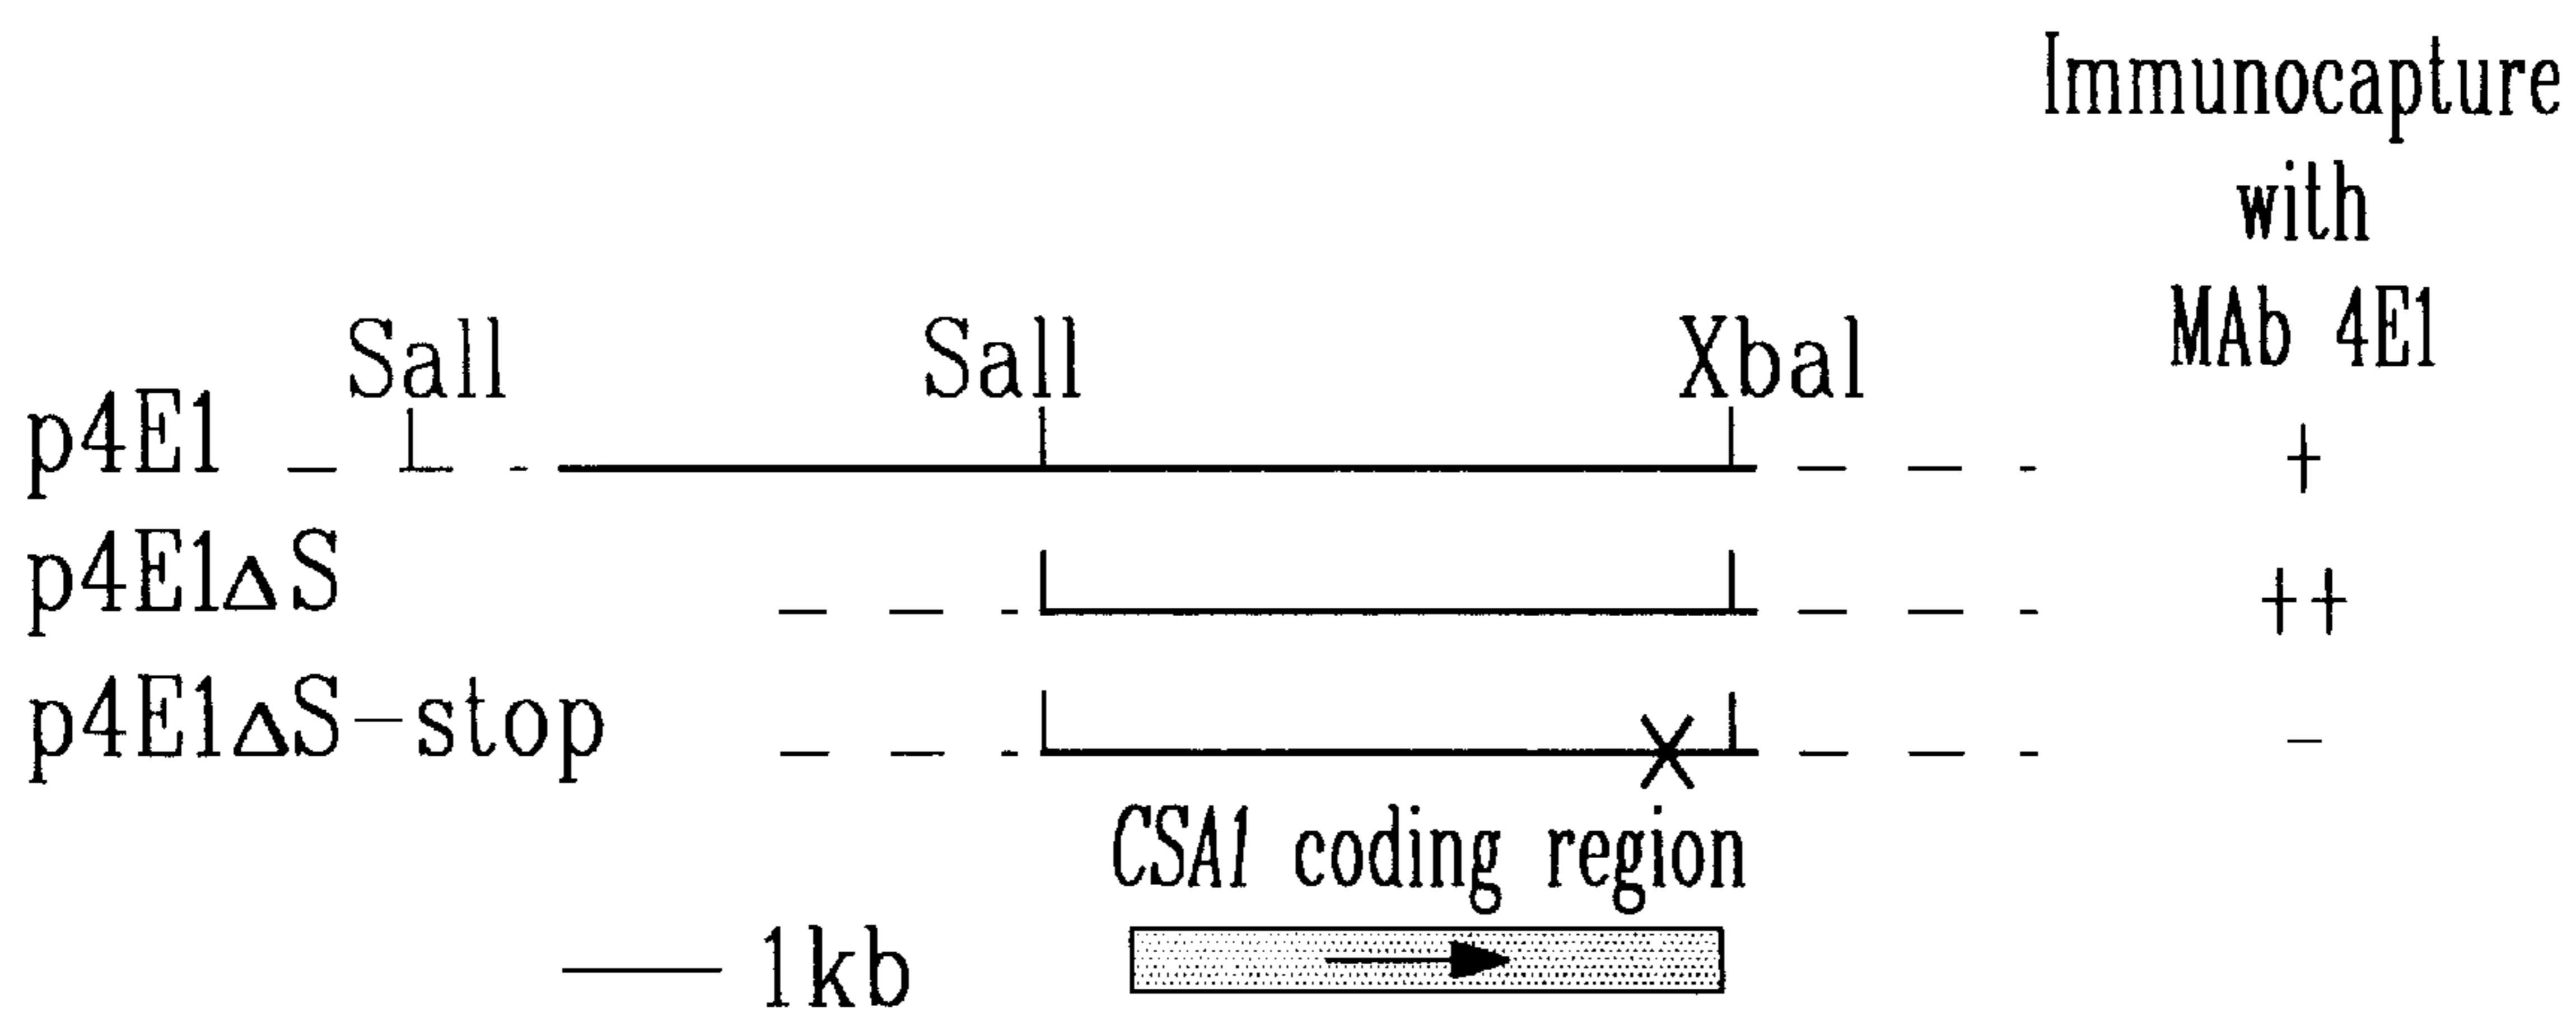 Immunocapture
with
MAb 4E1
SalI SalI XbaI
p4E1 +
p4E1ΔS ++
p4E1ΔS-stop -
CSA1 coding region
1kb